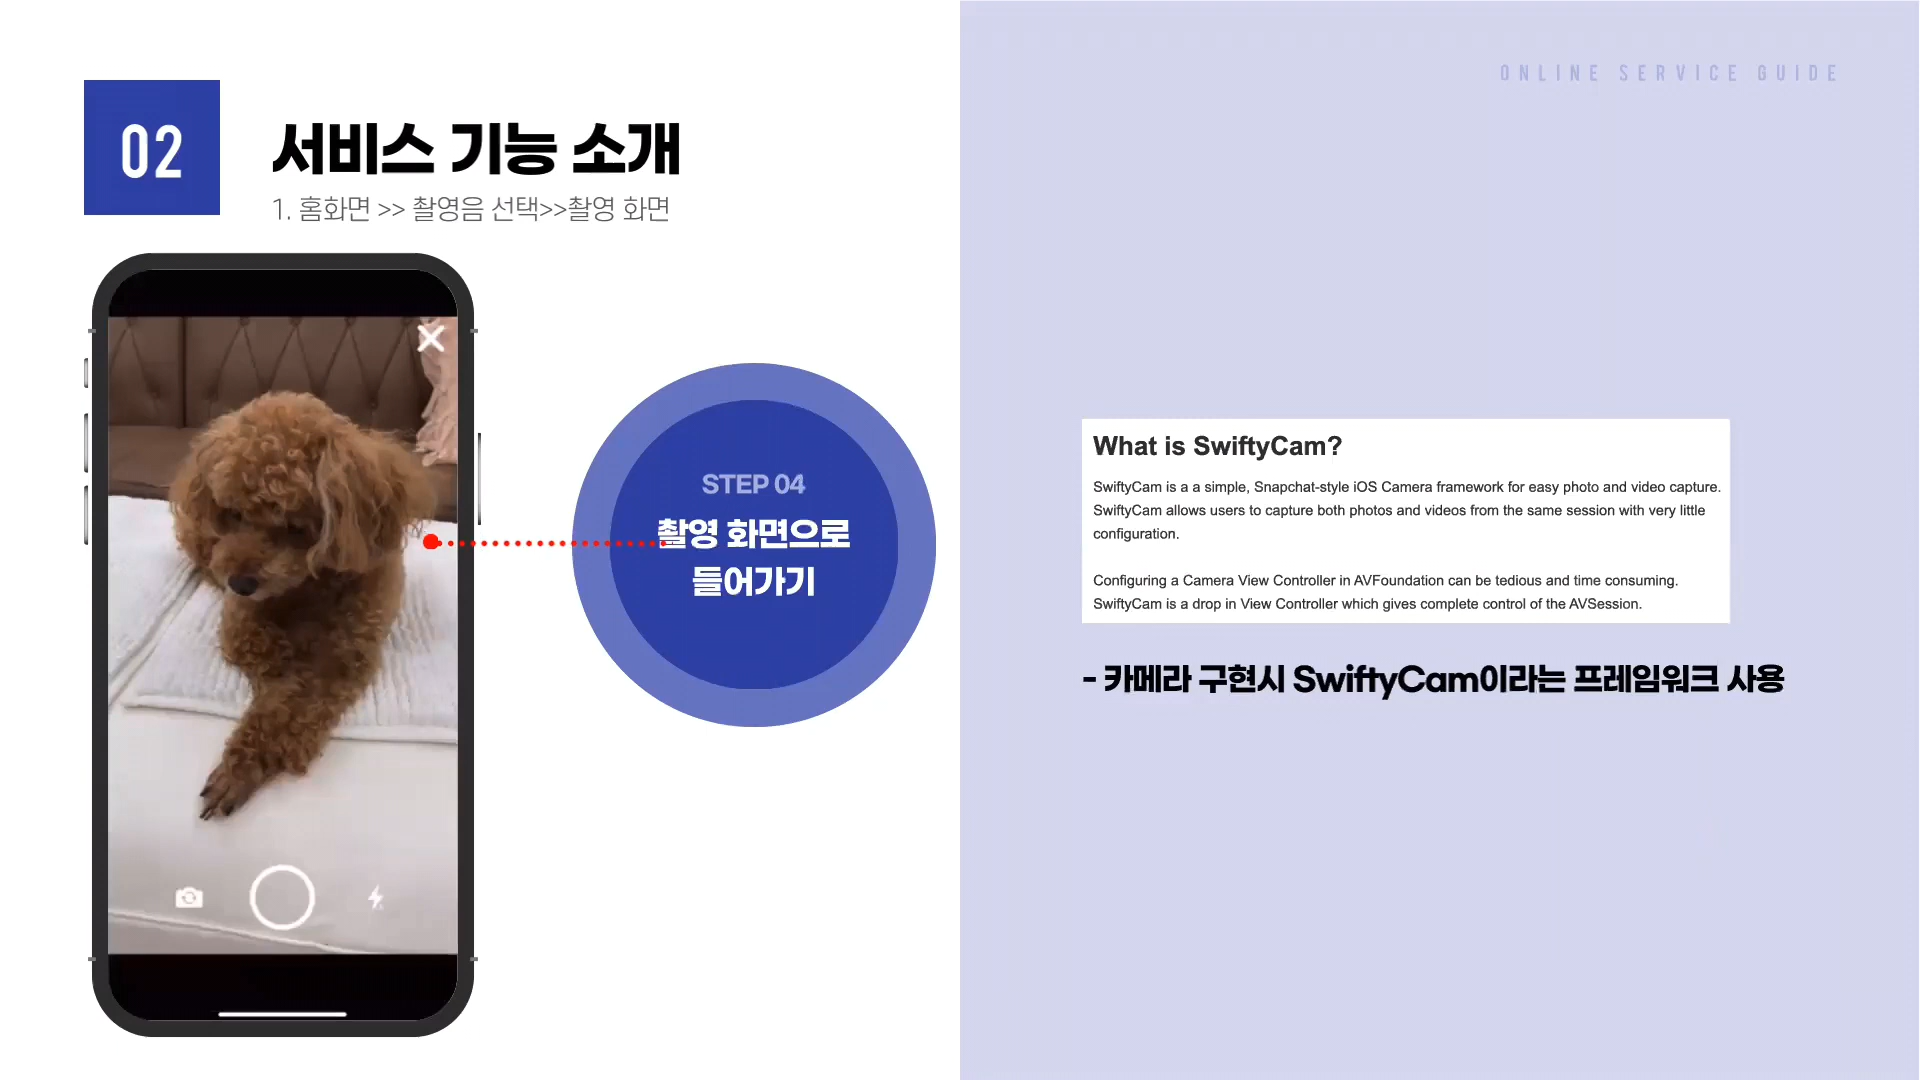 ONLINE SERVICE GUIDE
02
서비스 기능 소개
1. 홈화면 >> 촬영음 선택>>촬영 화면
STEP 04
촬영 화면으로
들어가기
What is SwiftyCam?
SwiftyCam is a a simple, Snapchat-style iOS Camera framework for easy photo and video capture.
SwiftyCam allows users to capture both photos and videos from the same session with very little
configuration.
Configuring a Camera View Controller in AVFoundation can be tedious and time consuming.
SwiftyCam is a drop in View Controller which gives complete control of the AVSession.
- 카메라 구현시 SwiftyCam이라는 프레임워크 사용